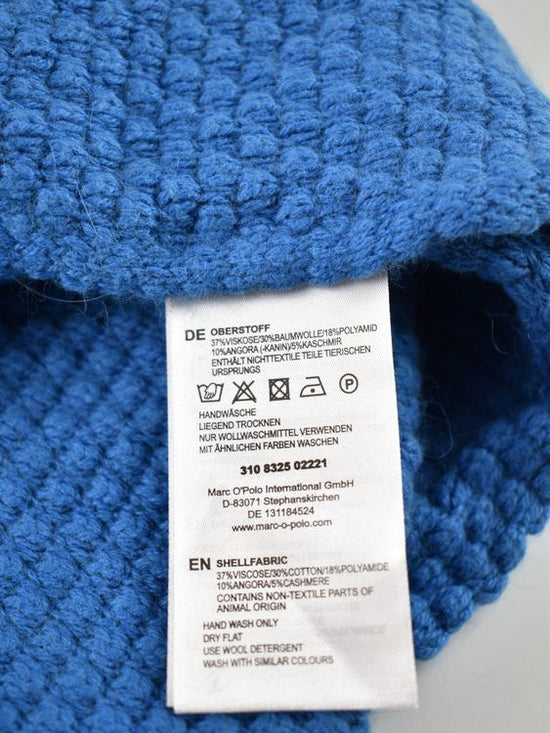 DE OBERSTOFF
37%VISKOSE/30%BAUMWOLLE/18%POLYAMID
10%ANGORA (-KANIN)/5%KASCHMIR
ENTHÄLT NICHTTEXTILE TEILE TIERISCHEN
URSPRUNGS
P
HANDWÄSCHE
LIEGEND TROCKNEN
NUR WOLLWASCHMITTEL VERWENDEN
MIT ÄHNLICHEN FARBEN WASCHEN
310 8325 02221
Marc O'Polo International GmbH
D-83071 Stephanskirchen
DE 131184524
www.marc-o-polo.com
EN SHELLFABRIC
37%VISCOSE/30%COTTON/18%POLYAMIDE
10%ANGORA/5%CASHMERE
CONTAINS NON-TEXTILE PARTS OF
ANIMAL ORIGIN
HAND WASH ONLY
DRY FLAT
USE WOOL DETERGENT
WASH WITH SIMILAR COLOURS